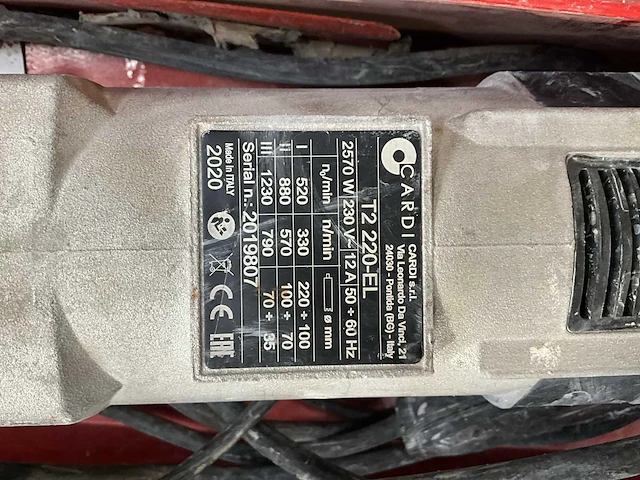 CARDI
CARDI s.r.l.
Via Leonardo Da Vinci, 21
24030 - Pontida (BG) - Italy
T2 220-EL
2570 W 230 V~ 12 A 50 ÷ 60 Hz
n₀/min n/min ø mm
I 520 330 220 ÷ 100
II 880 570 100 ÷ 70
III 1230 790 70 ÷ 35
Serial n.: 2019807
Made in ITALY
2020
CE EAC